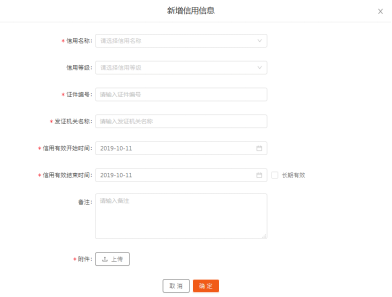 新增信用信息
* 信用名称: 请选择信用名称
信用等级: 请选择信用等级
* 证件编号: 请输入证件编号
* 发证机关名称: 请输入发证机关名称
* 信用有效开始时间: 2019-10-11
* 信用有效结束时间: 2019-10-11 长期有效
备注: 请输入备注
* 附件: 上传
取消 确定